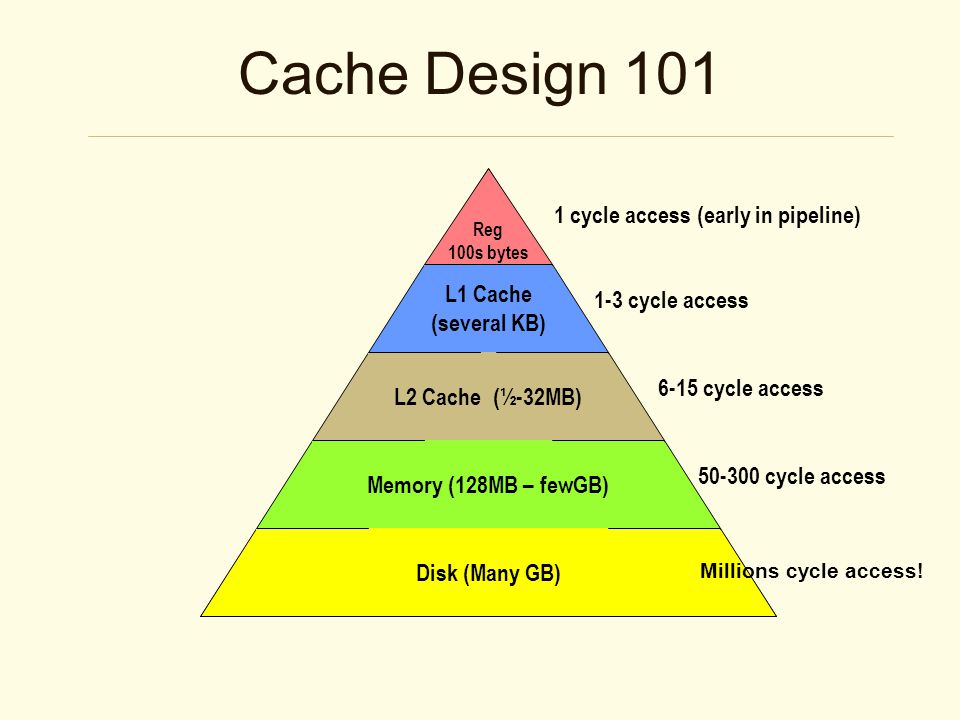 Cache Design 101
Reg
100s bytes
1 cycle access (early in pipeline)
L1 Cache
(several KB)
1-3 cycle access
L2 Cache (½-32MB)
6-15 cycle access
Memory (128MB – fewGB)
50-300 cycle access
Disk (Many GB)
Millions cycle access!